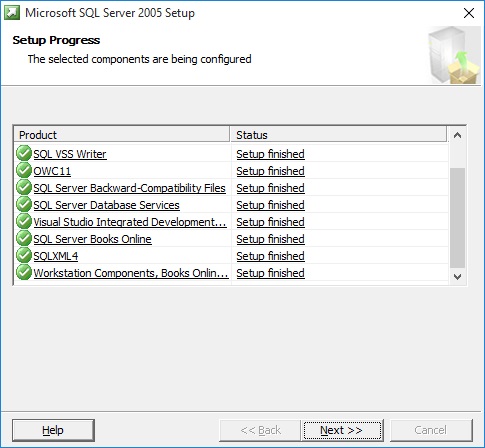 Microsoft SQL Server 2005 Setup
Setup Progress
The selected components are being configured
Product Status
SQL VSS Writer Setup finished
OWC11 Setup finished
SQL Server Backward-Compatibility Files Setup finished
SQL Server Database Services Setup finished
Visual Studio Integrated Development... Setup finished
SQL Server Books Online Setup finished
SQLXML4 Setup finished
Workstation Components, Books Onlin... Setup finished
Help << Back Next >> Cancel